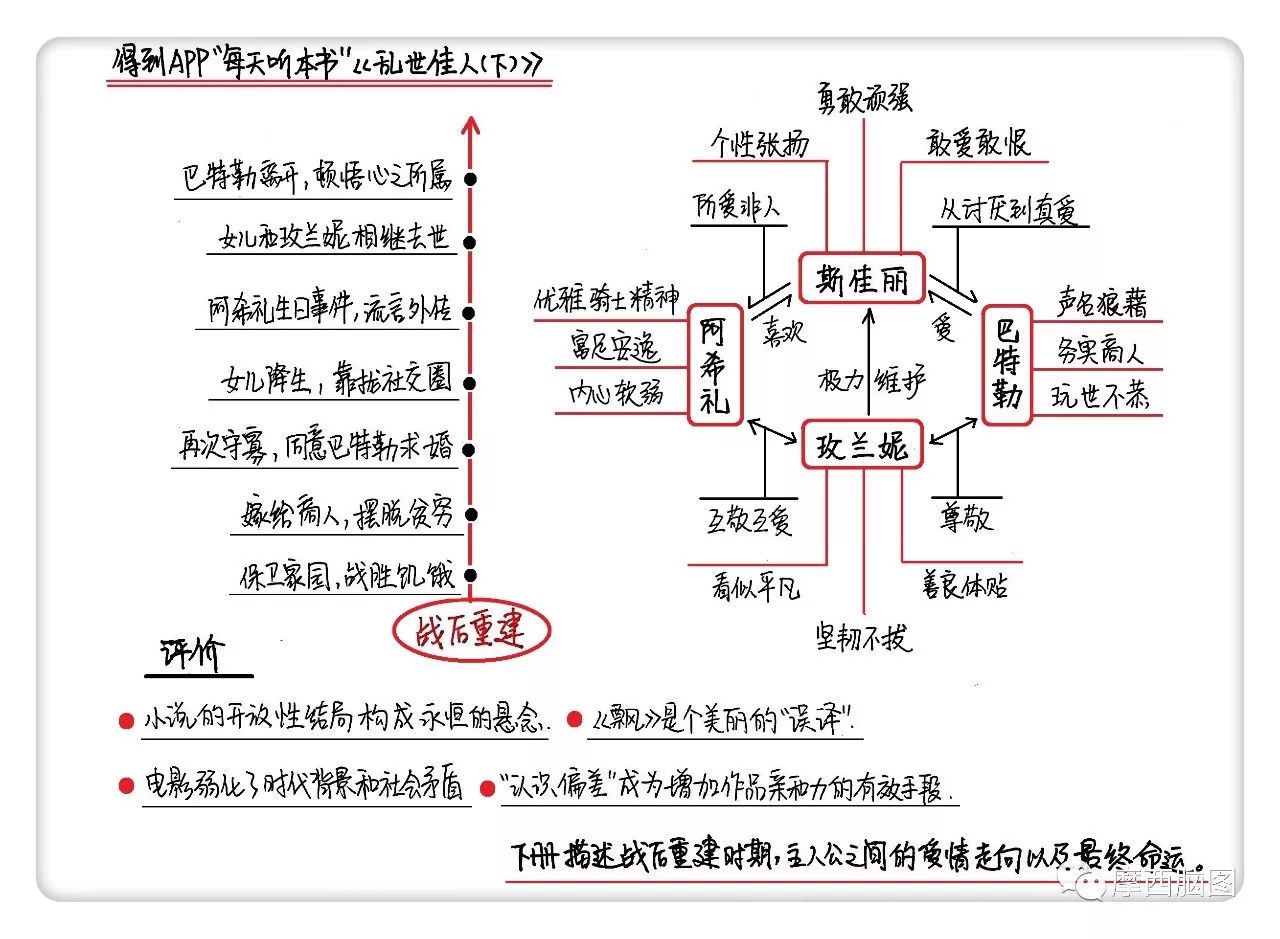 得到APP"每天听本书"《乱世佳人(下)》
巴特勒离开，顿悟心之所属
女儿和玫兰妮相继去世
阿希礼生日事件，流言外传
女儿降生，靠拢社交圈
再次守寡，同意巴特勒求婚
嫁给商人，摆脱贫穷
保卫家园，战胜饥饿
战后重建
勇敢顽强
个性张扬
敢爱敢恨
所爱非人
从讨厌到真爱
斯佳丽
优雅骑士精神
富足安逸
内心软弱
阿希礼
喜欢
爱
巴特勒
声名狼藉
务实商人
玩世不恭
极力维护
玫兰妮
互敬互爱
尊敬
看似平凡
善良体贴
坚韧不拔
评价
小说的开放性结局构成永恒的悬念.
《飘》是个美丽的"误译".
电影弱化了时代背景和社会矛盾
"认识偏差"成为增加作品亲和力的有效手段.
下册描述战后重建时期，主人公之间的爱情走向以及最终命运。
摩西脑图